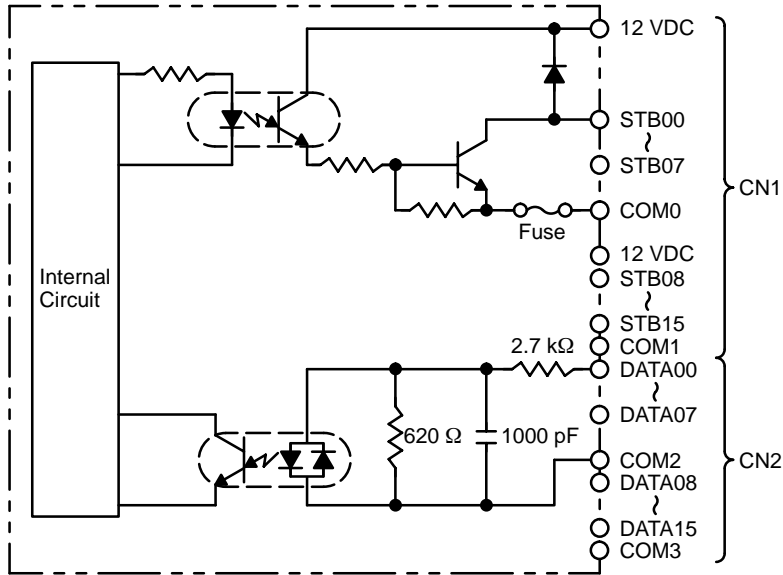 12 VDC
STB00
~
STB07
CN1
COM0
Fuse
12 VDC
STB08
~
STB15
COM1
Internal
Circuit
2.7 kΩ
DATA00
~
DATA07
620 Ω
1000 pF
COM2
CN2
DATA08
~
DATA15
COM3